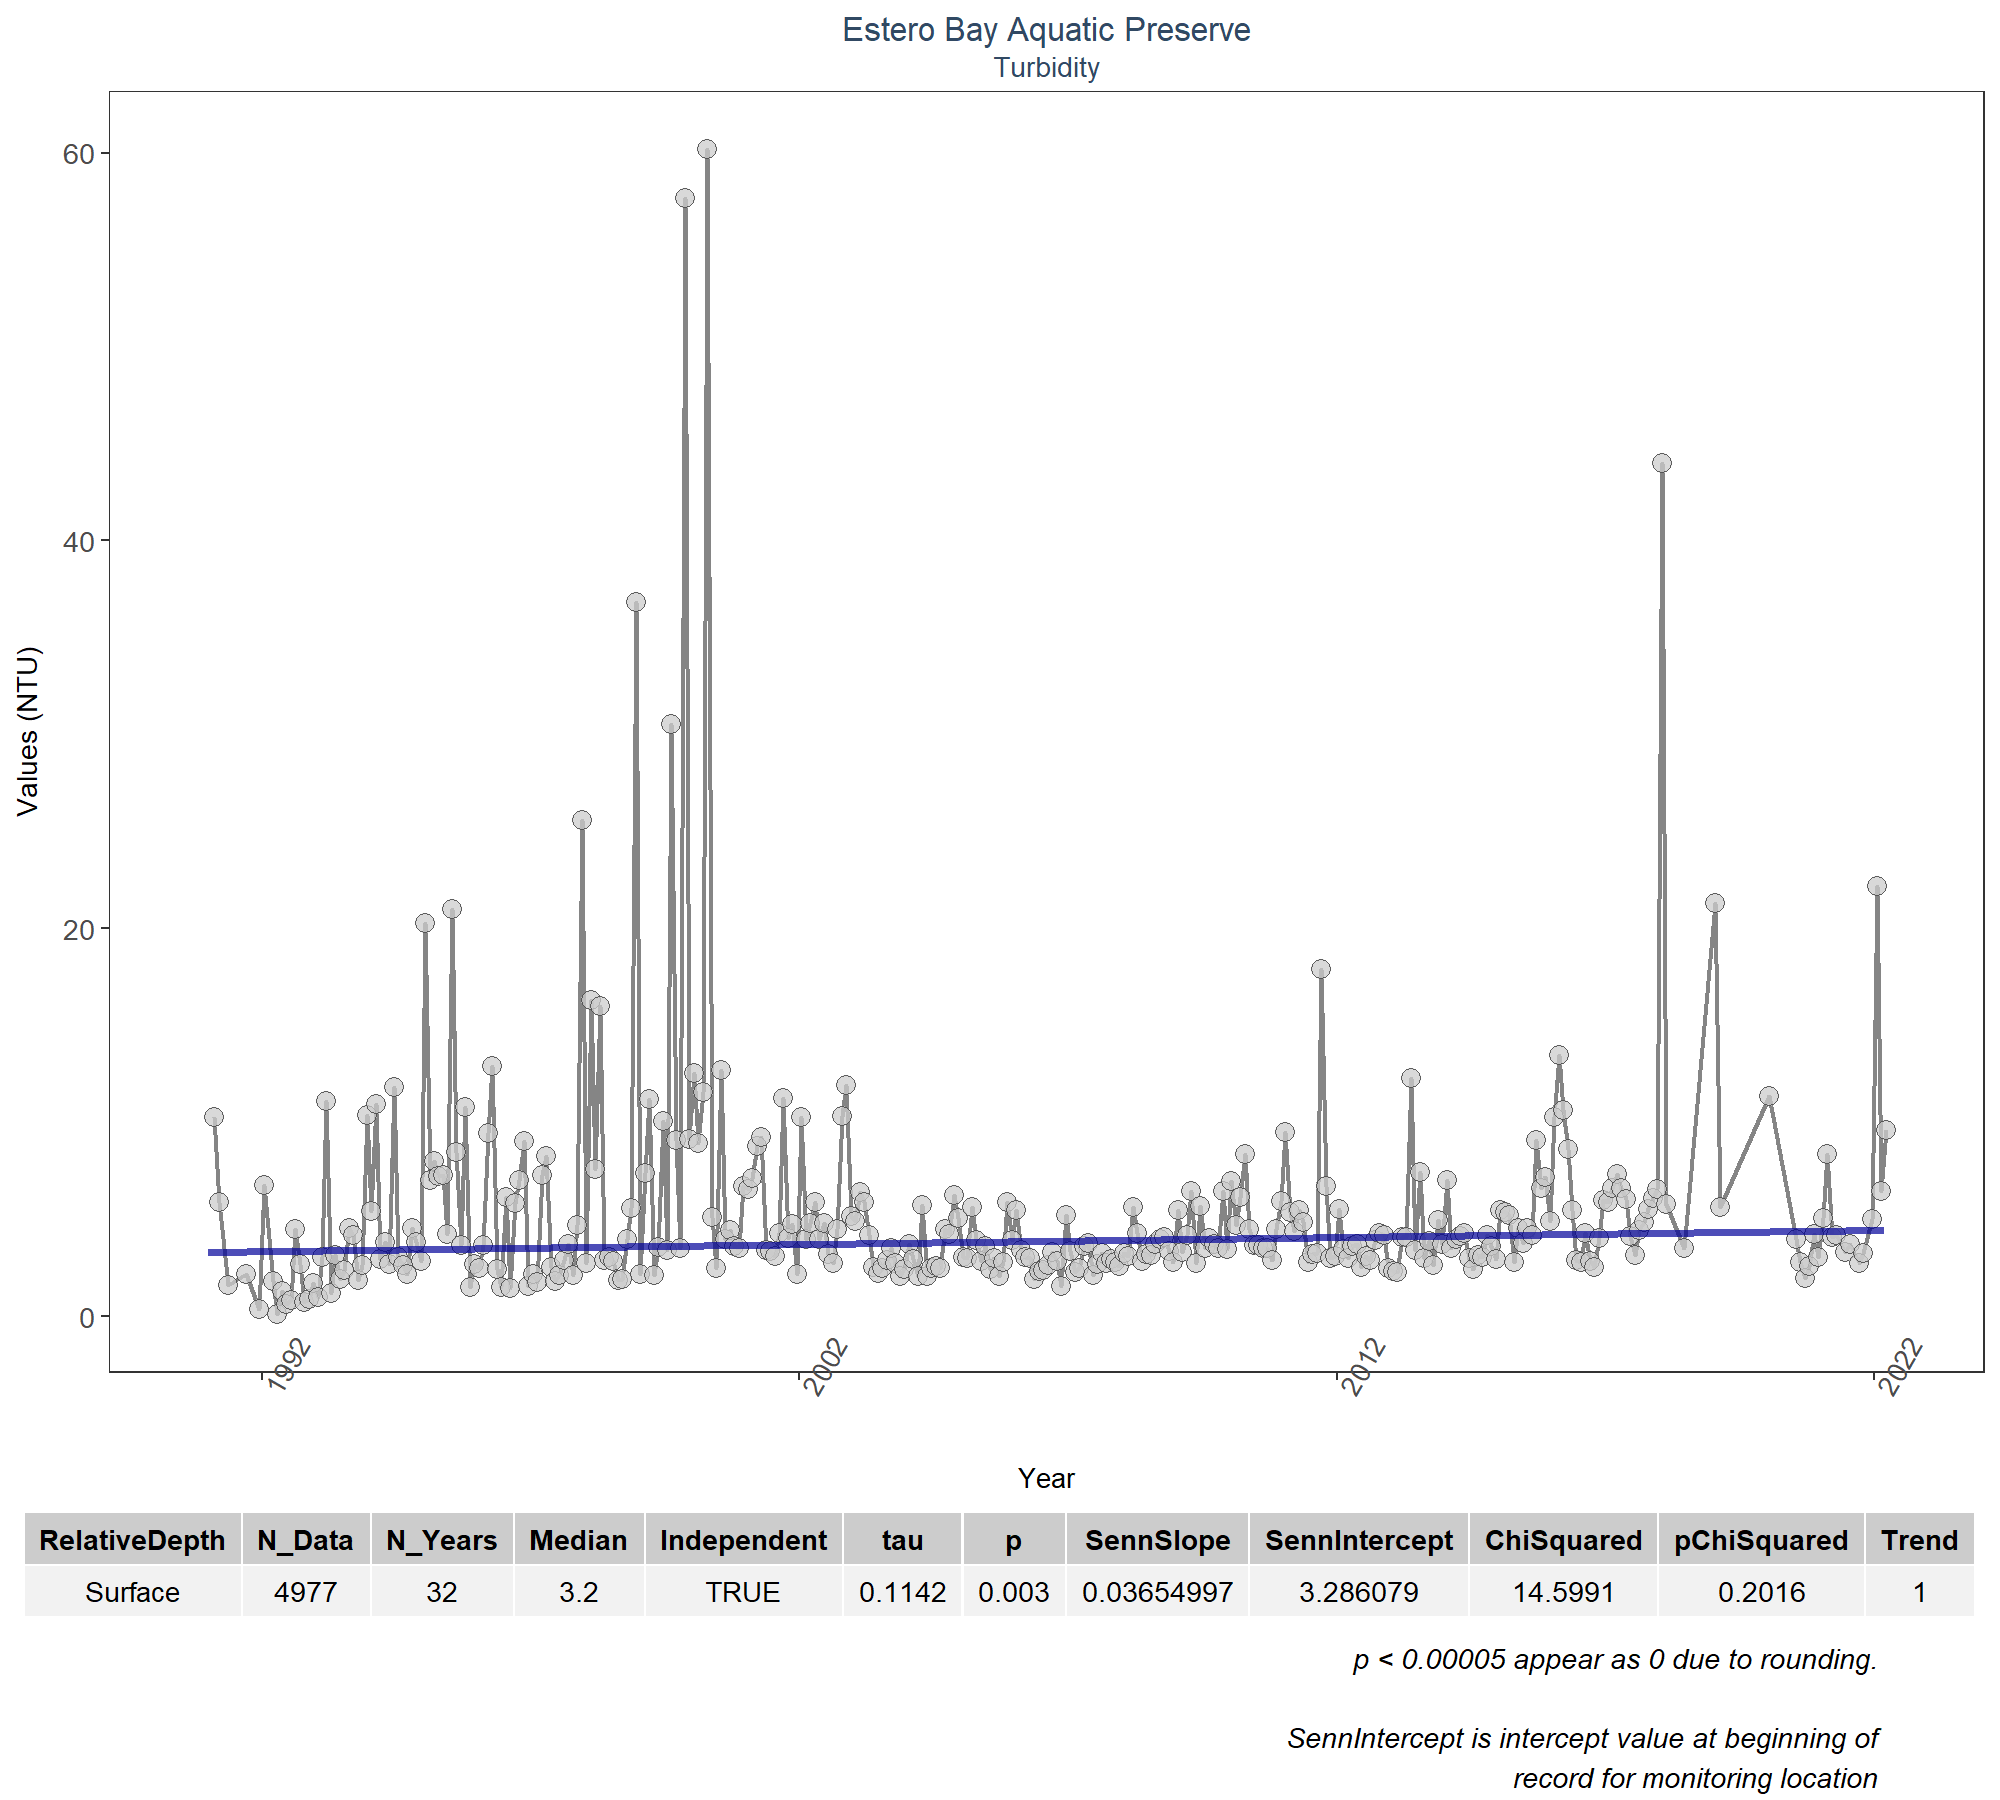 Estero Bay Aquatic Preserve
Turbidity
Values (NTU)
60
40
20
0
1992
2002
2012
2022
Year
RelativeDepth N_Data N_Years Median Independent tau p SennSlope SennIntercept ChiSquared pChiSquared Trend
Surface 4977 32 3.2 TRUE 0.1142 0.003 0.03654997 3.286079 14.5991 0.2016 1
p < 0.00005 appear as 0 due to rounding.
SennIntercept is intercept value at beginning of
record for monitoring location